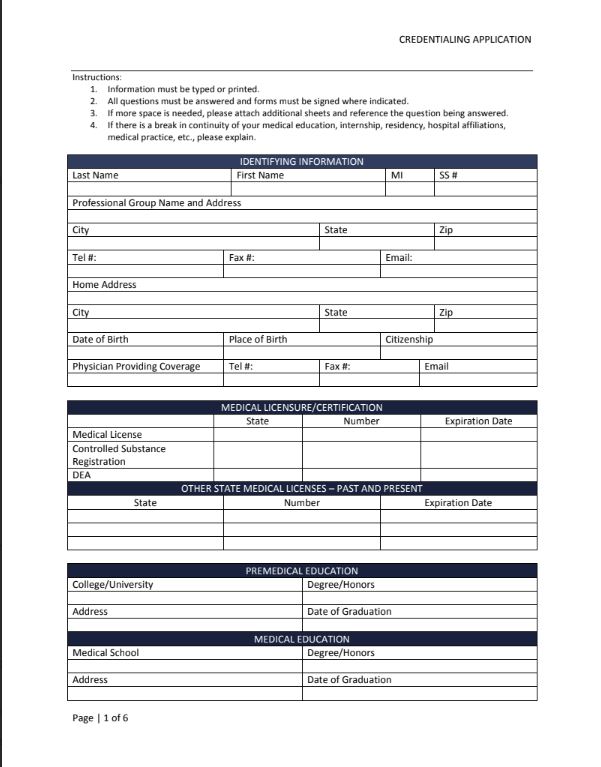 CREDENTIALING APPLICATION
Instructions:
1. Information must be typed or printed.
2. All questions must be answered and forms must be signed where indicated.
3. If more space is needed, please attach additional sheets and reference the question being answered.
4. If there is a break in continuity of your medical education, internship, residency, hospital affiliations,
medical practice, etc., please explain.
IDENTIFYING INFORMATION
Last Name First Name MI SS #
Professional Group Name and Address
City State Zip
Tel #: Fax #: Email:
Home Address
City State Zip
Date of Birth Place of Birth Citizenship
Physician Providing Coverage Tel #: Fax #: Email
MEDICAL LICENSURE/CERTIFICATION
State Number Expiration Date
Medical License
Controlled Substance
Registration
DEA
OTHER STATE MEDICAL LICENSES – PAST AND PRESENT
State Number Expiration Date
PREMEDICAL EDUCATION
College/University Degree/Honors
Address Date of Graduation
MEDICAL EDUCATION
Medical School Degree/Honors
Address Date of Graduation
Page | 1 of 6